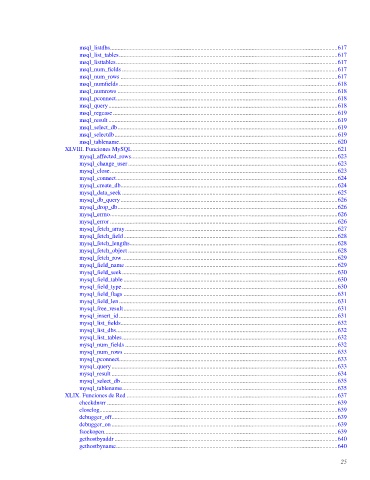 msql_listdbs......617
msql_list_tables......617
msql_listtables......617
msql_num_fields......617
msql_num_rows......617
msql_numfields......618
msql_numrows......618
msql_pconnect......618
msql_query......618
msql_regcase......619
msql_result......619
msql_select_db......619
msql_selectdb......619
msql_tablename......620
XLVIII. Funciones MySQL......621
mysql_affected_rows......623
mysql_change_user......623
mysql_close......623
mysql_connect......624
mysql_create_db......624
mysql_data_seek......625
mysql_db_query......626
mysql_drop_db......626
mysql_errno......626
mysql_error......626
mysql_fetch_array......627
mysql_fetch_field......628
mysql_fetch_lengths......628
mysql_fetch_object......628
mysql_fetch_row......629
mysql_field_name......629
mysql_field_seek......630
mysql_field_table......630
mysql_field_type......630
mysql_field_flags......631
mysql_field_len......631
mysql_free_result......631
mysql_insert_id......631
mysql_list_fields......632
mysql_list_dbs......632
mysql_list_tables......632
mysql_num_fields......632
mysql_num_rows......633
mysql_pconnect......633
mysql_query......633
mysql_result......634
mysql_select_db......635
mysql_tablename......635
XLIX. Funciones de Red......637
checkdnsrr......639
closelog......639
debugger_off......639
debugger_on......639
fsockopen......639
gethostbyaddr......640
gethostbyname......640
25